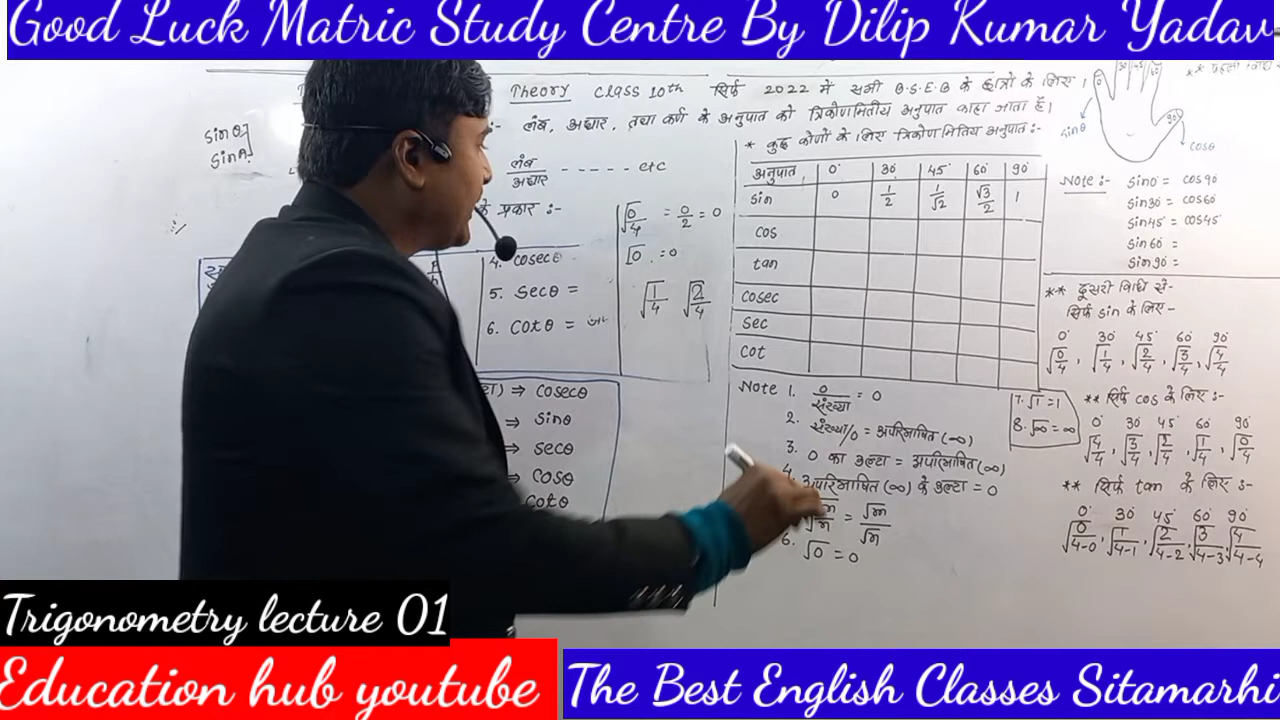 Good Luck Matric Study Centre By Dilip Kumar Yadav
Theory Class 10th सिर्फ 2022 में सभी B.S.E.B के छात्रों के लिए।
:- लंब, आधार, तथा कर्ण के अनुपात को त्रिकोणमितीय अनुपात कहा जाता है।
sinθ
sinA
लंब/आधार - - - - - etc
के प्रकार :-
4. cosecθ
5. secθ =
6. cotθ =
√0/4 = 0/2 = 0
√0 = 0
√1/4 √2/4
⇒ cosecθ
⇒ sinθ
⇒ secθ
⇒ cosθ
cotθ
* कुछ कोणों के लिए त्रिकोणमितिय अनुपात :-
अनुपात 0° 30° 45° 60° 90°
sin 0 1/2 1/√2 √3/2 1
cos
tan
cosec
sec
cot
Note 1. 0/संख्या = 0
2. संख्या/0 = अपरिभाषित (∞)
3. 0 का उल्टा = अपरिभाषित (∞)
4. अपरिभाषित (∞) के उल्टा = 0
√m/n = √m/√n
6. √0 = 0
7. √1 = 1
8. √∞ = ∞
0° 30° 45° 60° 90°
sinθ
cosθ
Note :- sin0° = cos90°
sin30° = cos60°
sin45° = cos45°
sin60° =
sin90° =
** दूसरी विधि से-
सिर्फ sin के लिए -
0° 30° 45° 60° 90°
√0/4, √1/4, √2/4, √3/4, √4/4
** सिर्फ cos के लिए :-
0° 30° 45° 60° 90°
√4/4, √3/4, √2/4, √1/4, √0/4
** सिर्फ tan के लिए :-
0° 30° 45° 60° 90°
√0/4-0, √1/4-1, √2/4-2, √3/4-3, √4/4-4
Trigonometry lecture 01
Education hub youtube
The Best English Classes Sitamarhi